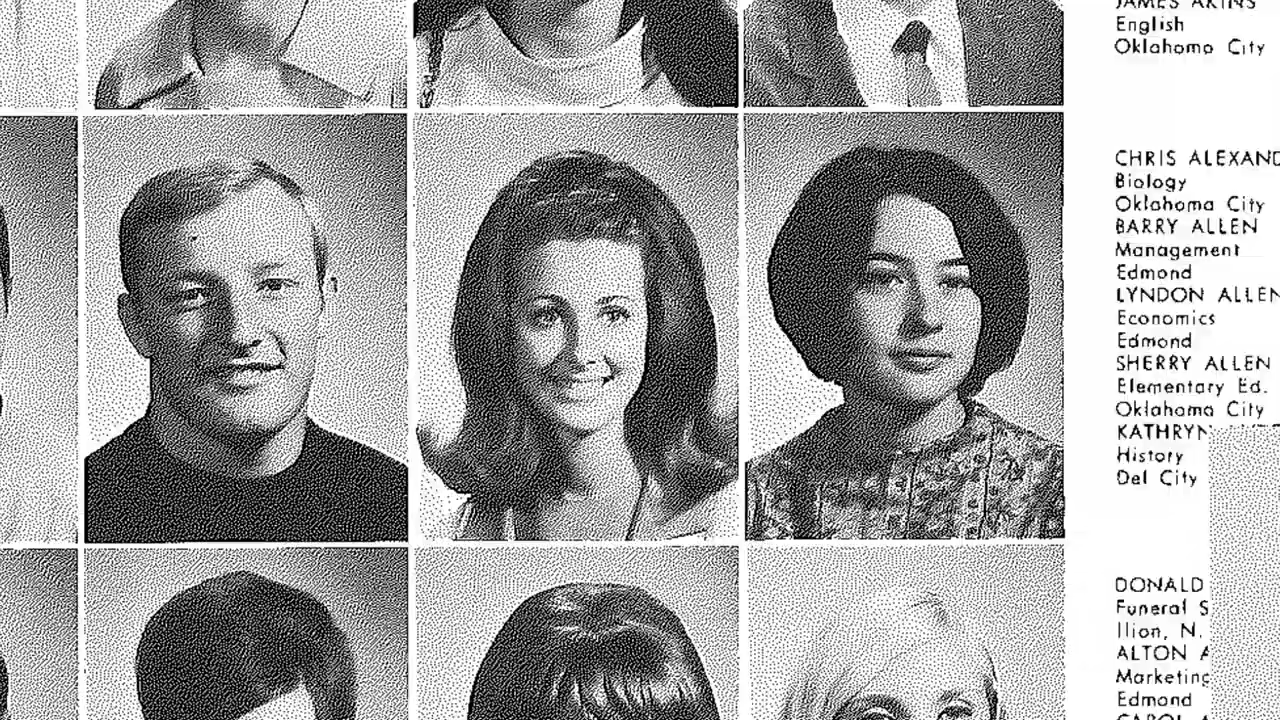 JAMES AKINS
English
Oklahoma City
CHRIS ALEXAND
Biology
Oklahoma City
BARRY ALLEN
Management
Edmond
LYNDON ALLEN
Economics
Edmond
SHERRY ALLEN
Elementary Ed.
Oklahoma City
KATHRYN
History
Del City
DONALD
Funeral S
Ilion, N.
ALTON A
Marketing
Edmond
CAROL